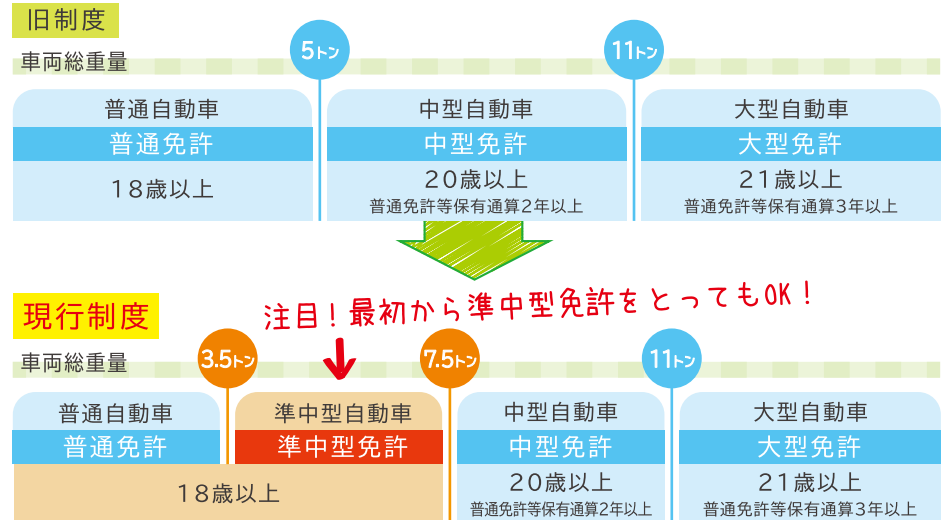 旧制度
車両総重量
5トン
11トン
普通自動車
中型自動車
大型自動車
普通免許
中型免許
大型免許
18歳以上
20歳以上
普通免許等保有通算2年以上
21歳以上
普通免許等保有通算3年以上
注目！最初から準中型免許をとってもOK！
現行制度
車両総重量
3.5トン
7.5トン
11トン
普通自動車
準中型自動車
中型自動車
大型自動車
普通免許
準中型免許
中型免許
大型免許
18歳以上
20歳以上
普通免許等保有通算2年以上
21歳以上
普通免許等保有通算3年以上